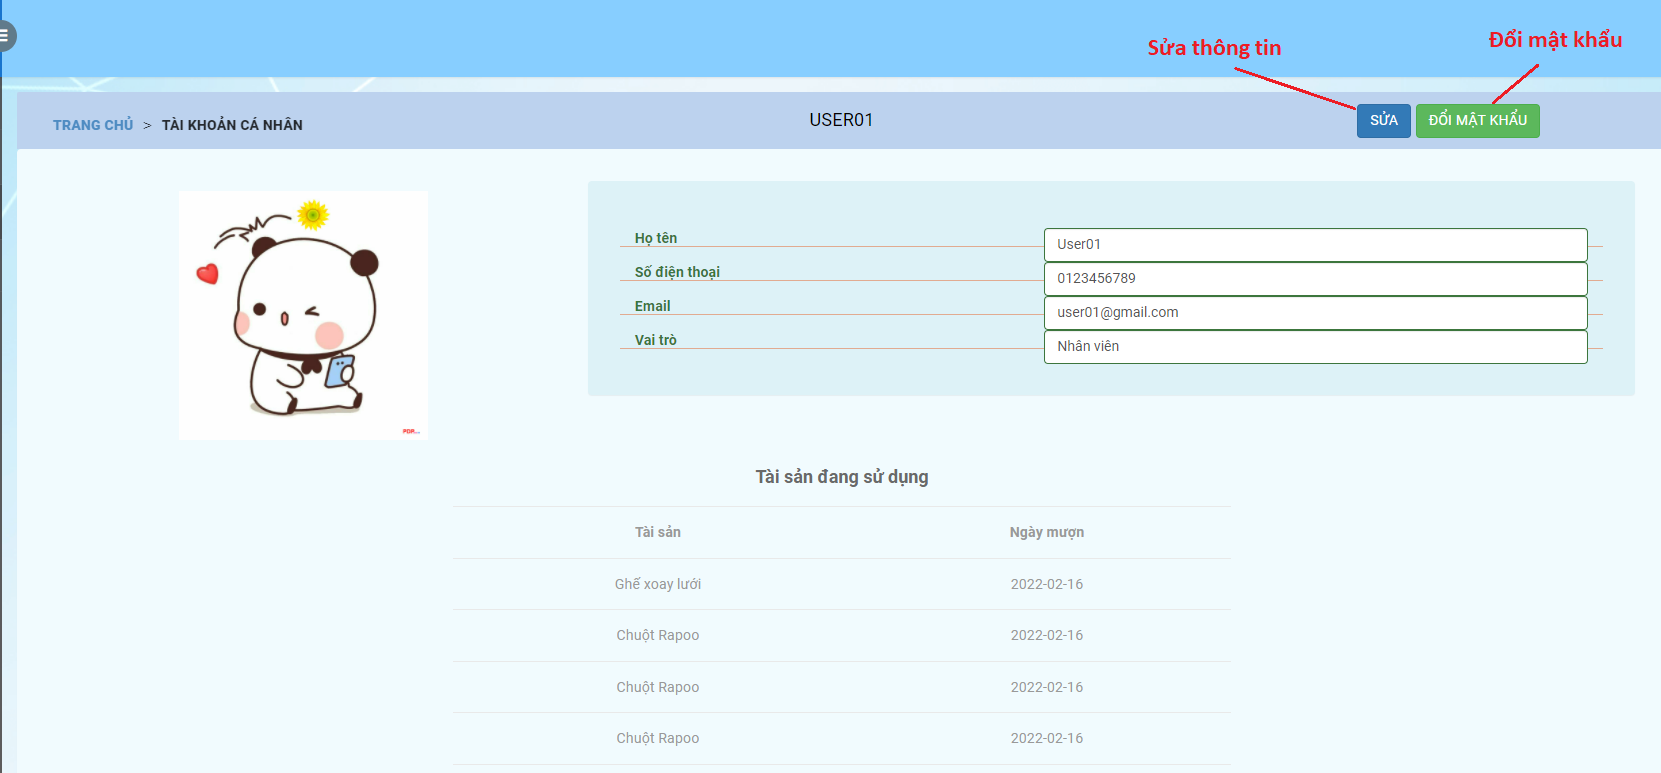 Sửa thông tin
Đổi mật khẩu
TRANG CHỦ > TÀI KHOẢN CÁ NHÂN
USER01
SỬA
ĐỔI MẬT KHẨU
Họ tên
User01
Số điện thoại
0123456789
Email
user01@gmail.com
Vai trò
Nhân viên
Tài sản đang sử dụng
Tài sản Ngày mượn
Ghế xoay lưới 2022-02-16
Chuột Rapoo 2022-02-16
Chuột Rapoo 2022-02-16
Chuột Rapoo 2022-02-16